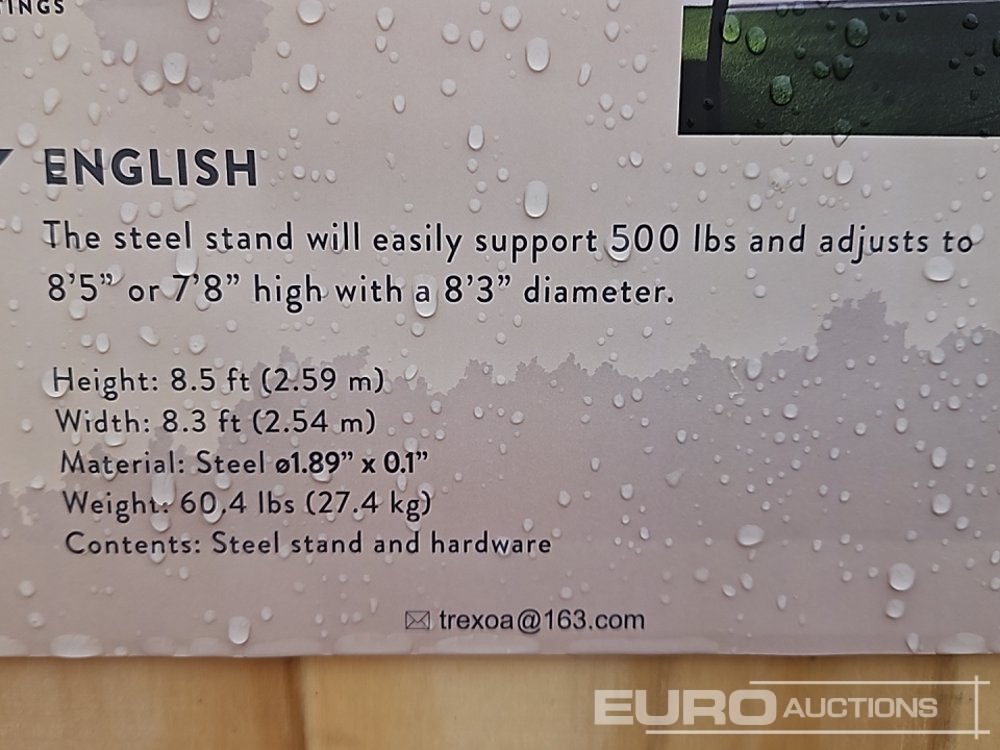 ENGLISH
The steel stand will easily support 500 lbs and adjusts to
8'5" or 7'8" high with a 8'3" diameter.
Height: 8.5 ft (2.59 m)
Width: 8.3 ft (2.54 m)
Material: Steel ø1.89" x 0.1"
Weight: 60,4 lbs (27.4 kg)
Contents: Steel stand and hardware
trexoa@163.com
EURO AUCTIONS